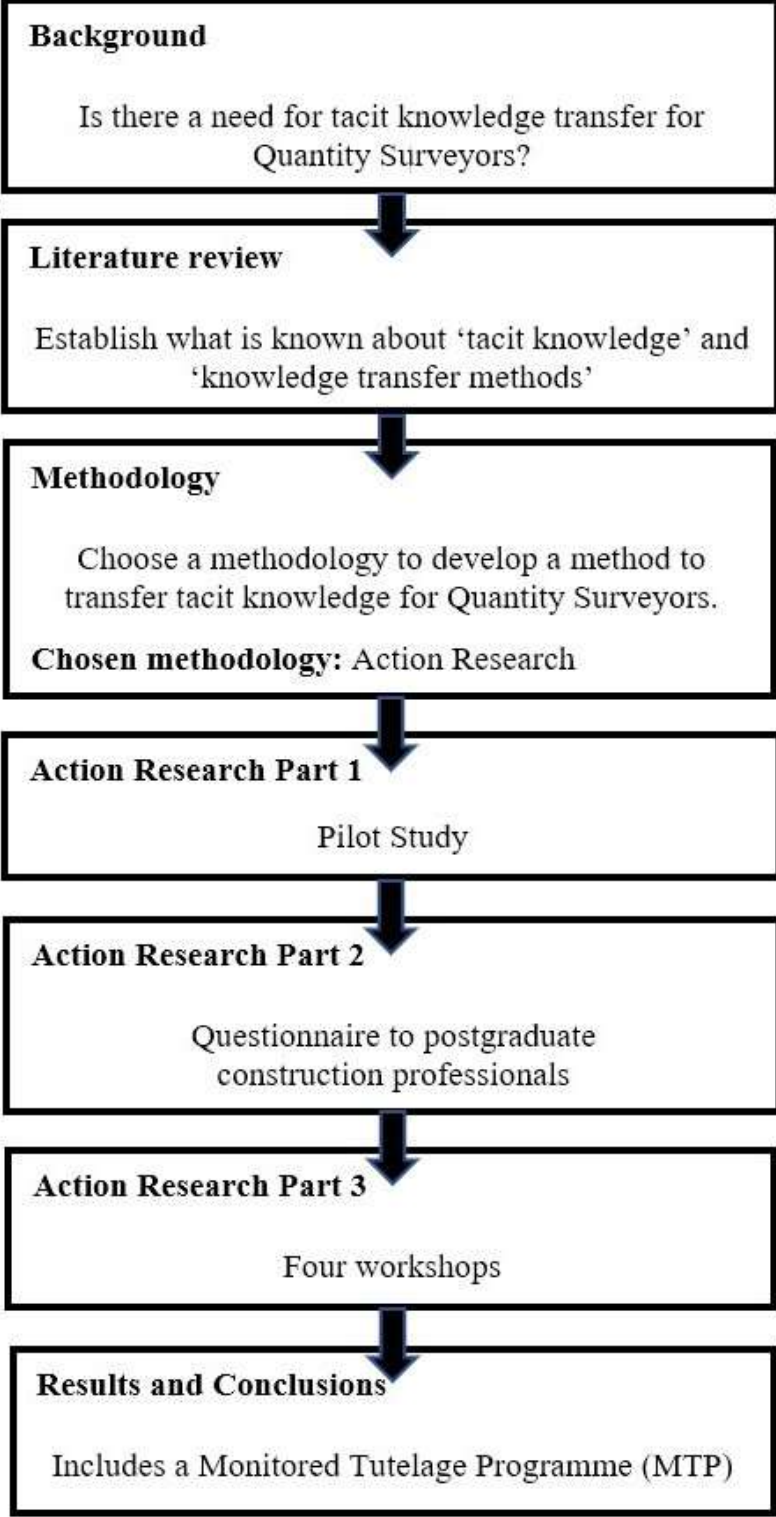 Background
Is there a need for tacit knowledge transfer for
Quantity Surveyors?
Literature review
Establish what is known about ‘tacit knowledge’ and
‘knowledge transfer methods’
Methodology
Choose a methodology to develop a method to
transfer tacit knowledge for Quantity Surveyors.
Chosen methodology: Action Research
Action Research Part 1
Pilot Study
Action Research Part 2
Questionnaire to postgraduate
construction professionals
Action Research Part 3
Four workshops
Results and Conclusions
Includes a Monitored Tutelage Programme (MTP)